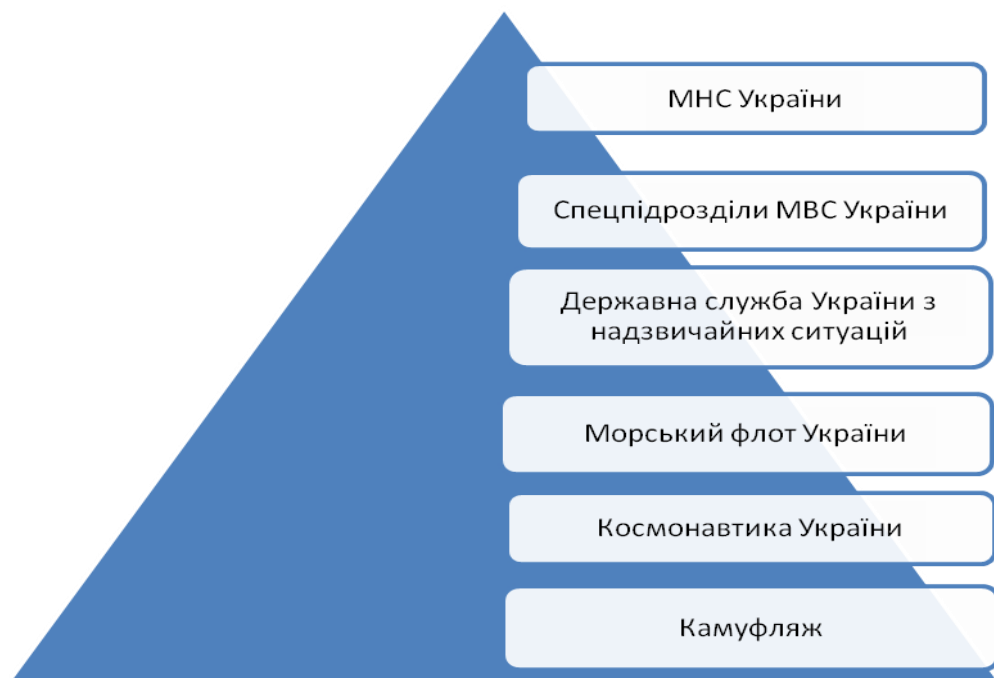 МНС України
Спецпідрозділи МВС України
Державна служба України з
надзвичайних ситуацій
Морський флот України
Космонавтика України
Камуфляж